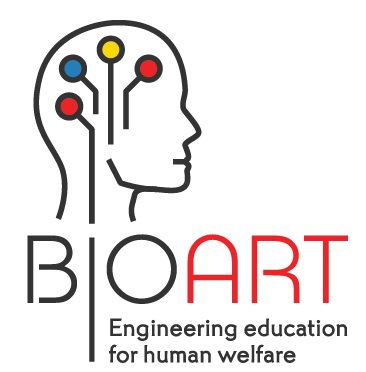 BIOART
Engineering education
for human welfare